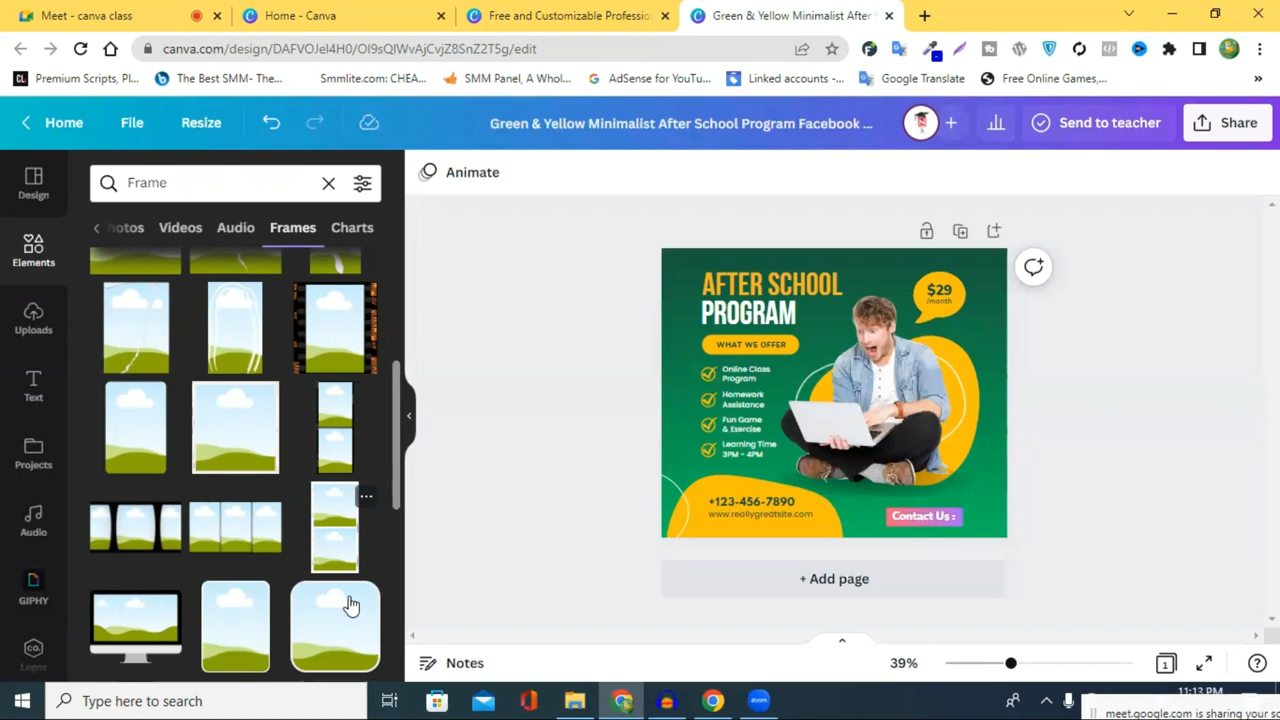 Meet - canva class
Home - Canva
Free and Customizable Professio
Green & Yellow Minimalist After
canva.com/design/DAFVOJel4H0/OI9sQIWvAjCvjZ8SnZ2T5g/edit
Premium Scripts, Pl...
The Best SMM- The...
Smmlite.com: CHEA...
SMM Panel, A Whol...
AdSense for YouTu...
Linked accounts -...
Google Translate
Free Online Games,...
»
Home
File
Resize
Green & Yellow Minimalist After School Program Facebook ...
Send to teacher
Share
Design
Elements
Uploads
Text
Projects
Audio
GIPHY
Logos
Frame
hotos
Videos
Audio
Frames
Charts
Animate
AFTER SCHOOL
PROGRAM
$29
/month
WHAT WE OFFER
Online Class
Program
Homework
Assistance
Fun Game
& Exercise
Learning Time
3PM – 4PM
+123-456-7890
www.reallygreatsite.com
Contact Us :
+ Add page
Notes
39%
1
Type here to search
11:13 PM
meet.google.com is sharing your sc